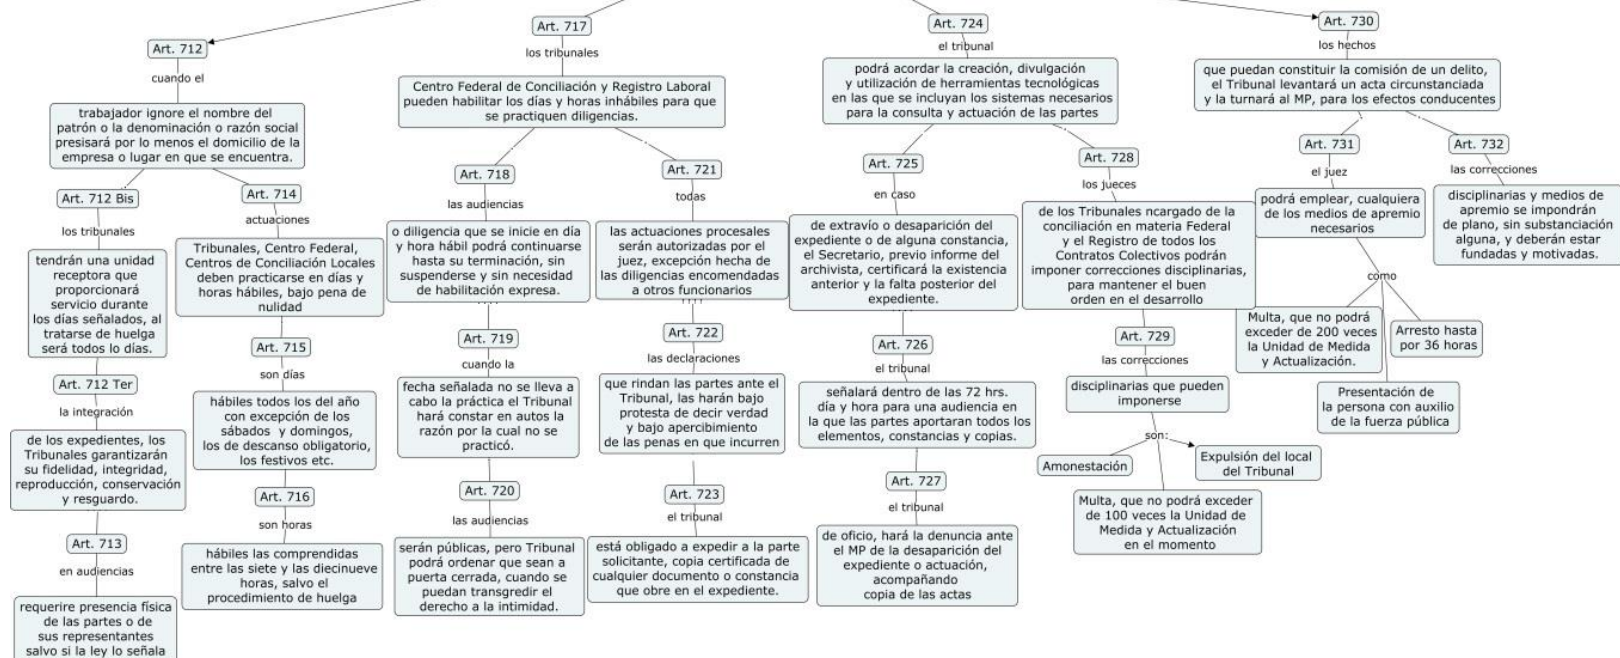 Art. 712
cuando el
trabajador ignore el nombre del
patrón o la denominación o razón social
presisará por lo menos el domicilio de la
empresa o lugar en que se encuentra.
Art. 712 Bis
los tribunales
tendrán una unidad
receptora que
proporcionará
servicio durante
los días señalados, al
tratarse de huelga
será todos lo días.
Art. 712 Ter
la integración
de los expedientes, los
Tribunales garantizarán
su fidelidad, integridad,
reproducción, conservación
y resguardo.
Art. 713
en audiencias
requerire presencia física
de las partes o de
sus representantes
salvo si la ley lo señala
Art. 714
actuaciones
Tribunales, Centro Federal,
Centros de Conciliación Locales
deben practicarse en días y
horas hábiles, bajo pena de
nulidad
Art. 715
son días
hábiles todos los del año
con excepción de los
sábados y domingos,
los de descanso obligatorio,
los festivos etc.
Art. 716
son horas
hábiles las comprendidas
entre las siete y las diecinueve
horas, salvo el
procedimiento de huelga
Art. 717
los tribunales
Centro Federal de Conciliación y Registro Laboral
pueden habilitar los días y horas inhábiles para que
se practiquen diligencias.
Art. 718
las audiencias
o diligencia que se inicie en día
y hora hábil podrá continuarse
hasta su terminación, sin
suspenderse y sin necesidad
de habilitación expresa.
Art. 719
cuando la
fecha señalada no se lleva a
cabo la práctica el Tribunal
hará constar en autos la
razón por la cual no se
practicó.
Art. 720
las audiencias
serán públicas, pero Tribunal
podrá ordenar que sean a
puerta cerrada, cuando se
puedan transgredir el
derecho a la intimidad.
Art. 721
todas
las actuaciones procesales
serán autorizadas por el
juez, excepción hecha de
las diligencias encomendadas
a otros funcionarios
Art. 722
las declaraciones
que rindan las partes ante el
Tribunal, las harán bajo
protesta de decir verdad
y bajo apercibimiento
de las penas en que incurren
Art. 723
el tribunal
está obligado a expedir a la parte
solicitante, copia certificada de
cualquier documento o constancia
que obre en el expediente.
Art. 724
el tribunal
podrá acordar la creación, divulgación
y utilización de herramientas tecnológicas
en las que se incluyan los sistemas necesarios
para la consulta y actuación de las partes
Art. 725
en caso
de extravío o desaparición del
expediente o de alguna constancia,
el Secretario, previo informe del
archivista, certificará la existencia
anterior y la falta posterior del
expediente.
Art. 726
el tribunal
señalará dentro de las 72 hrs.
día y hora para una audiencia en
la que las partes aportaran todos los
elementos, constancias y copias.
Art. 727
el tribunal
de oficio, hará la denuncia ante
el MP de la desaparición del
expediente o actuación,
acompañando
copia de las actas
Art. 728
los jueces
de los Tribunales ncargado de la
conciliación en materia Federal
y el Registro de todos los
Contratos Colectivos podrán
imponer correcciones disciplinarias,
para mantener el buen
orden en el desarrollo
Art. 729
las correcciones
disciplinarias que pueden
imponerse
son:
Amonestación
Multa, que no podrá exceder
de 100 veces la Unidad de
Medida y Actualización
en el momento
Expulsión del local
del Tribunal
Art. 730
los hechos
que puedan constituir la comisión de un delito,
el Tribunal levantará un acta circunstanciada
y la turnará al MP, para los efectos conducentes
Art. 731
el juez
podrá emplear, cualquiera
de los medios de apremio
necesarios
como
Multa, que no podrá
exceder de 200 veces
la Unidad de Medida
y Actualización.
Presentación de
la persona con auxilio
de la fuerza pública
Arresto hasta
por 36 horas
Art. 732
las correcciones
disciplinarias y medios de
apremio se impondrán
de plano, sin substanciación
alguna, y deberán estar
fundadas y motivadas.